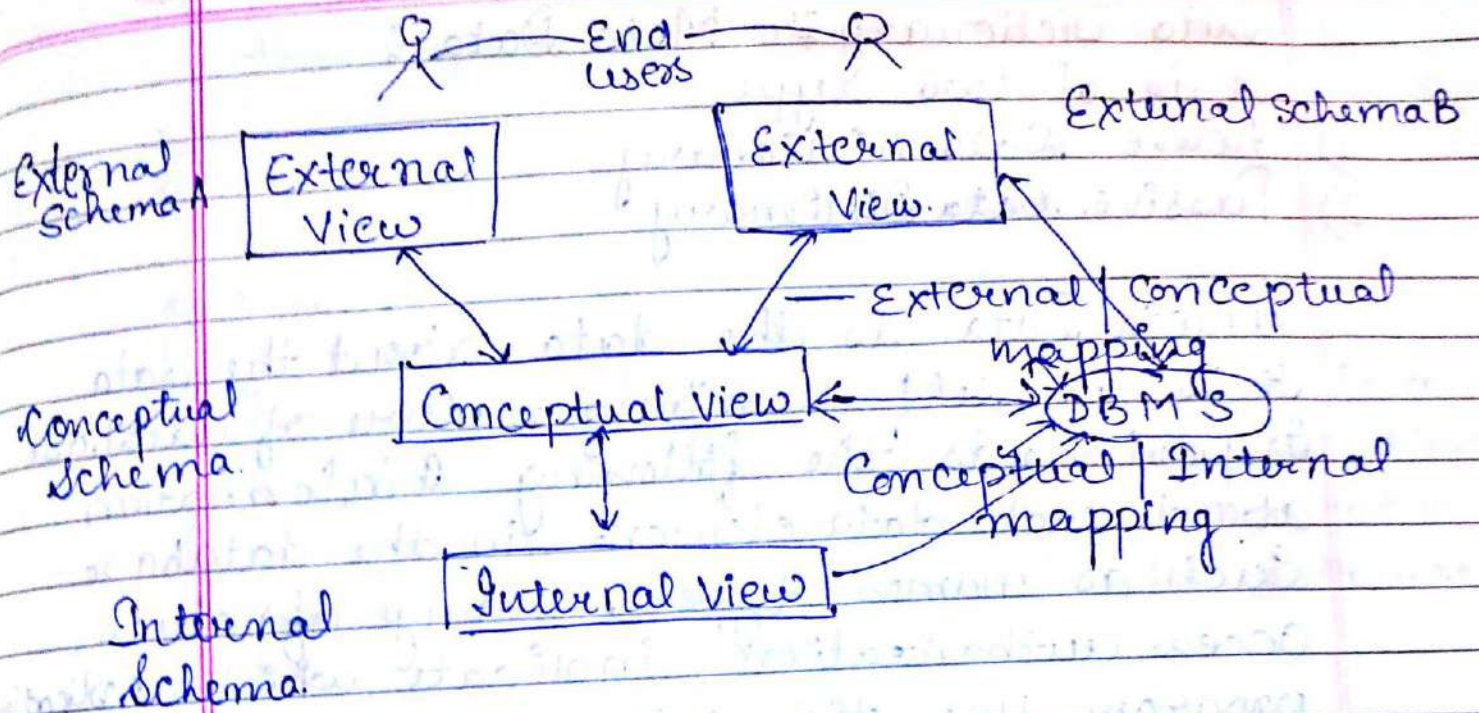 End
users
External
Schema A
External
View
External
View.
External Schema B
— External | Conceptual
mapping
Conceptual
Schema.
Conceptual View
DBMS
Conceptual | Internal
mapping.
Internal
Schema.
Internal View